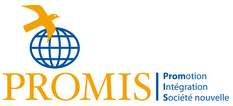 PROMIS
Promotion
Intégration
Société nouvelle